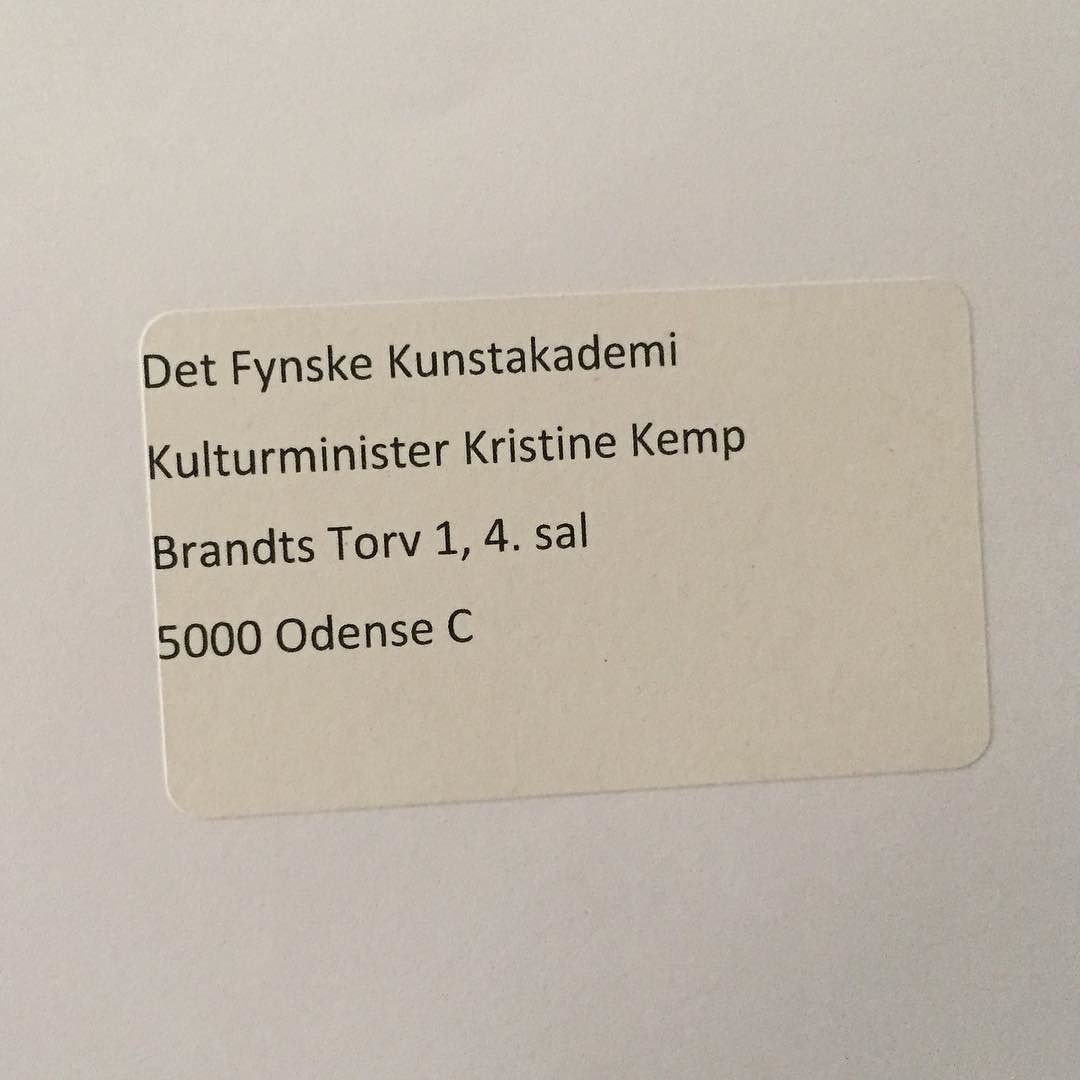 Det Fynske Kunstakademi
Kulturminister Kristine Kemp
Brandts Torv 1, 4. sal
5000 Odense C